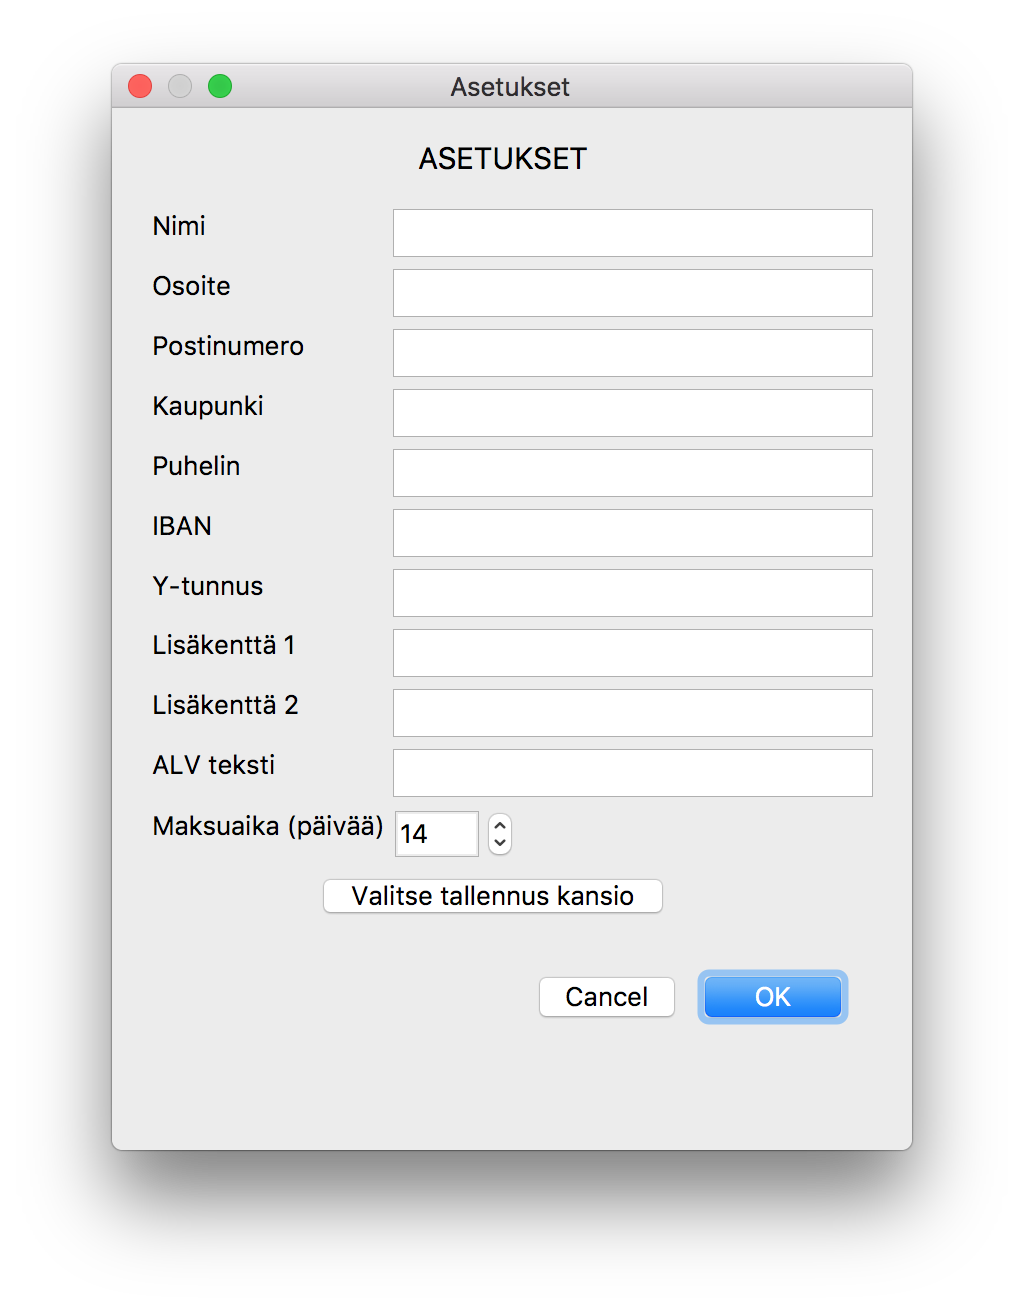 Asetukset
ASETUKSET
Nimi
Osoite
Postinumero
Kaupunki
Puhelin
IBAN
Y-tunnus
Lisäkenttä 1
Lisäkenttä 2
ALV teksti
Maksuaika (päivää) 14
Valitse tallennus kansio
Cancel OK